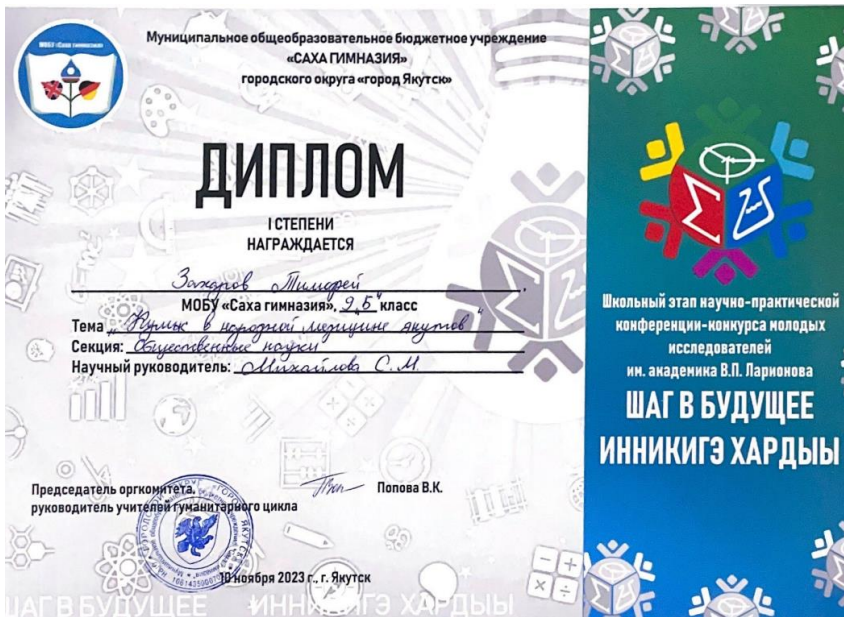 МОБУ «Саха гимназия»
Муниципальное общеобразовательное бюджетное учреждение
«САХА ГИМНАЗИЯ»
городского округа «город Якутск»
ДИПЛОМ
I СТЕПЕНИ
НАГРАЖДАЕТСЯ
Захаров Тимофей
МОБУ «Саха гимназия», 9 „Б" класс
Тема „Кумыс в народной медицине якутов"
Секция: Общественные науки
Научный руководитель: Михайлова С. М.
Председатель оргкомитета,
руководитель учителей гуманитарного цикла
Попова В.К.
10 ноября 2023 г., г. Якутск
Школьный этап научно-практической
конференции-конкурса молодых
исследователей
им. академика В.П. Ларионова
ШАГ В БУДУЩЕЕ
ИННИКИГЭ ХАРДЫЫ
ШАГ В БУДУЩЕЕ ИННИКИГЭ ХАРДЫЫ